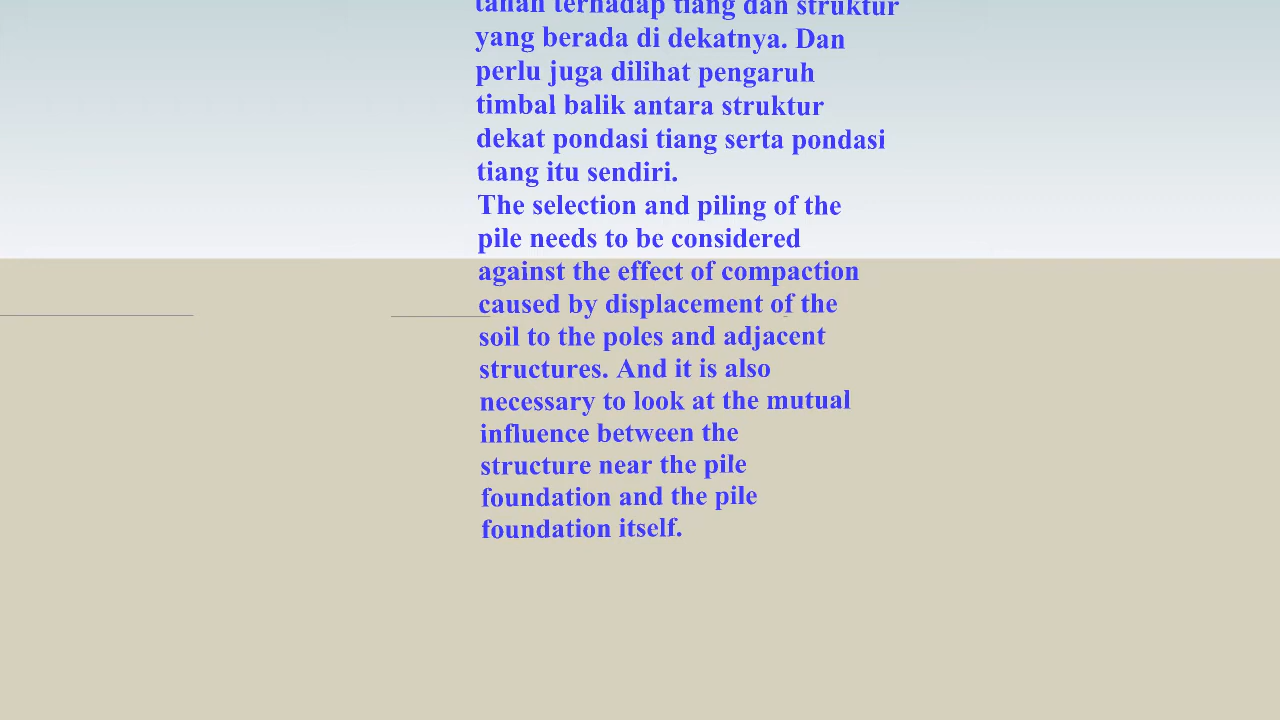 tanah terhadap tiang dan struktur
yang berada di dekatnya. Dan
perlu juga dilihat pengaruh
timbal balik antara struktur
dekat pondasi tiang serta pondasi
tiang itu sendiri.
The selection and piling of the
pile needs to be considered
against the effect of compaction
caused by displacement of the
soil to the poles and adjacent
structures. And it is also
necessary to look at the mutual
influence between the
structure near the pile
foundation and the pile
foundation itself.